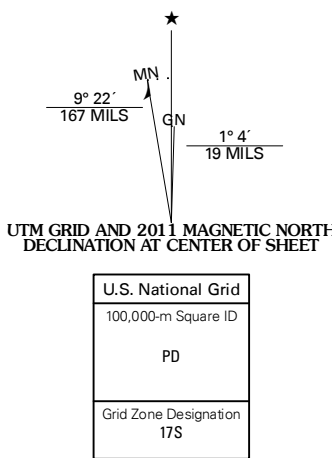 ★
MN
GN
9° 22´
167 MILS
1° 4´
19 MILS
UTM GRID AND 2011 MAGNETIC NORTH
DECLINATION AT CENTER OF SHEET
U.S. National Grid
100,000-m Square ID
PD
Grid Zone Designation
17S